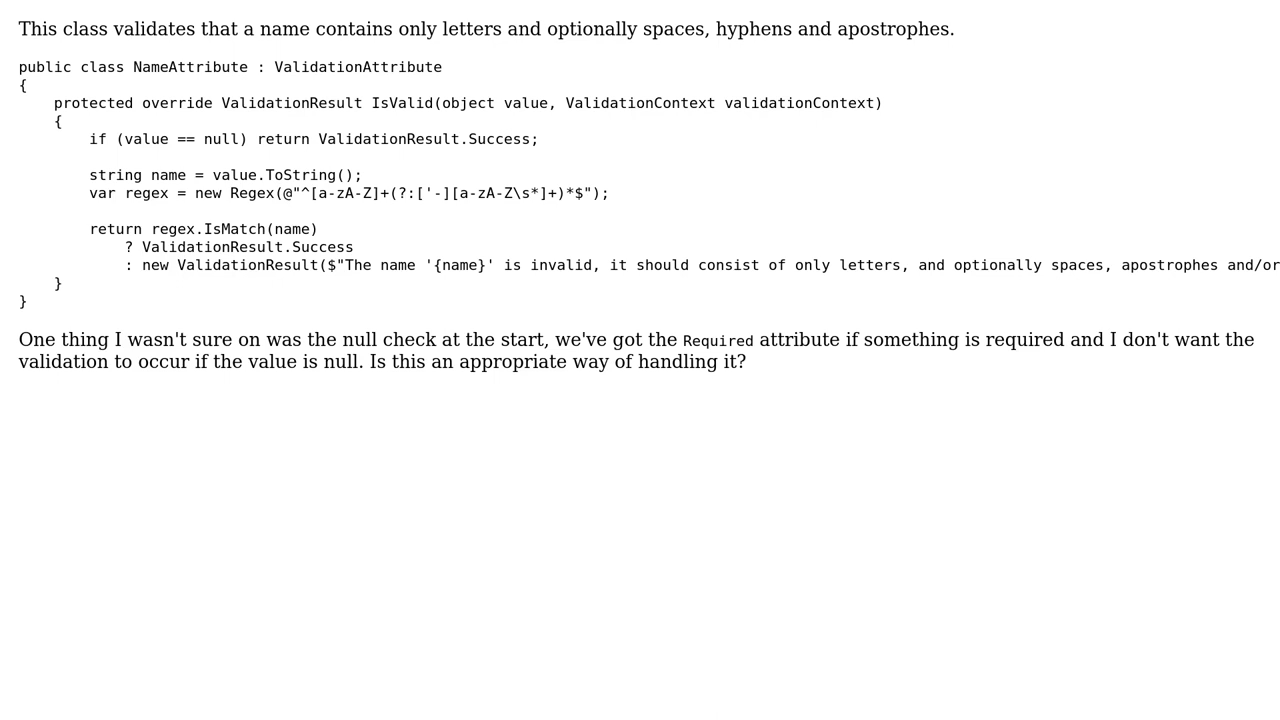 This class validates that a name contains only letters and optionally spaces, hyphens and apostrophes.
public class NameAttribute : ValidationAttribute
{
    protected override ValidationResult IsValid(object value, ValidationContext validationContext)
    {
        if (value == null) return ValidationResult.Success;

        string name = value.ToString();
        var regex = new Regex(@"^[a-zA-Z]+(?:['-][a-zA-Z\s*]+)*$");

        return regex.IsMatch(name)
            ? ValidationResult.Success
            : new ValidationResult($"The name '{name}' is invalid, it should consist of only letters, and optionally spaces, apostrophes and/or
    }
}
One thing I wasn't sure on was the null check at the start, we've got the Required attribute if something is required and I don't want the
validation to occur if the value is null. Is this an appropriate way of handling it?